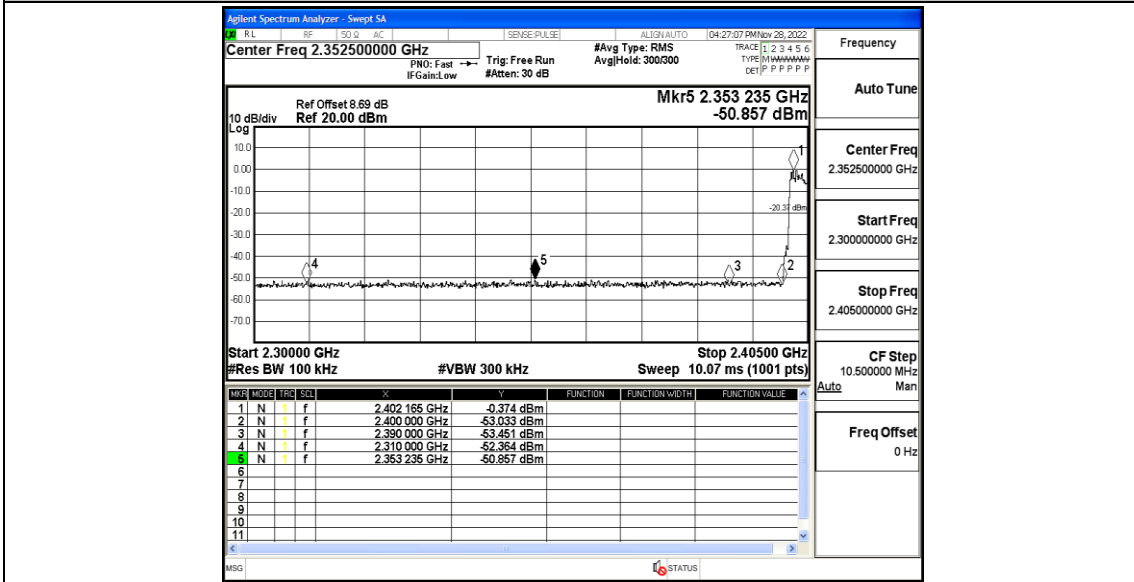 Agilent Spectrum Analyzer - Swept SA
LXI RL RF 50 Ω AC SENSE:PULSE ALIGN AUTO 04:27:07 PM Nov 28, 2022
Center Freq 2.352500000 GHz
PNO: Fast
IFGain:Low
Trig: Free Run
#Atten: 30 dB
#Avg Type: RMS
Avg|Hold: 300/300
TRACE 1 2 3 4 5 6
TYPE M WWWWW
DET P P P P P P
Mkr5 2.353 235 GHz
-50.857 dBm
Ref Offset 8.69 dB
10 dB/div Ref 20.00 dBm
Log
10.0
0.00
-10.0
-20.0
-30.0
-40.0
-50.0
-60.0
-70.0
-20.37 dBm
1
2
3
4
5
Start 2.30000 GHz Stop 2.40500 GHz
#Res BW 100 kHz #VBW 300 kHz Sweep 10.07 ms (1001 pts)
MKR MODE TRC SCL X Y FUNCTION FUNCTION WIDTH FUNCTION VALUE
1 N 1 f 2.402 165 GHz -0.374 dBm
2 N 1 f 2.400 000 GHz -53.033 dBm
3 N 1 f 2.390 000 GHz -53.451 dBm
4 N 1 f 2.310 000 GHz -52.364 dBm
5 N 1 f 2.353 235 GHz -50.857 dBm
6
7
8
9
10
11
MSG STATUS
Frequency
Auto Tune
Center Freq
2.352500000 GHz
Start Freq
2.300000000 GHz
Stop Freq
2.405000000 GHz
CF Step
10.500000 MHz
Auto Man
Freq Offset
0 Hz